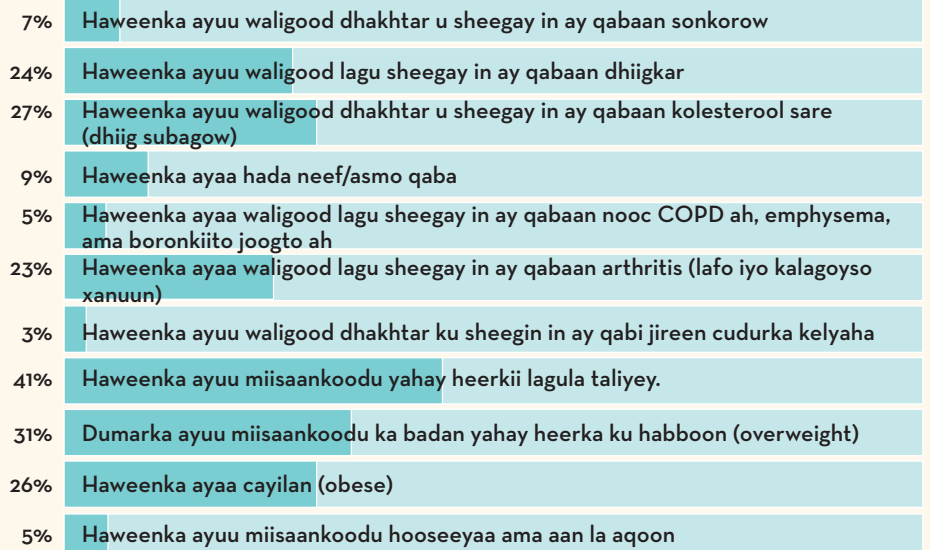 7% Haweenka ayuu waligood dhakhtar u sheegay in ay qabaan sonkorow
24% Haweenka ayuu waligood lagu sheegay in ay qabaan dhiigkar
27% Haweenka ayuu waligood dhakhtar u sheegay in ay qabaan kolesterool sare
(dhiig subagow)
9% Haweenka ayaa hada neef/asmo qaba
5% Haweenka ayaa waligood lagu sheegay in ay qabaan nooc COPD ah, emphysema,
ama boronkiito joogto ah
23% Haweenka ayaa waligood lagu sheegay in ay qabaan arthritis (lafo iyo kalagoyso
xanuun)
3% Haweenka ayuu waligood dhakhtar ku sheegin in ay qabi jireen cudurka kelyaha
41% Haweenka ayuu miisaankoodu yahay heerkii lagula taliyey.
31% Dumarka ayuu miisaankoodu ka badan yahay heerka ku habboon (overweight)
26% Haweenka ayaa cayilan (obese)
5% Haweenka ayuu miisaankoodu hooseeyaa ama aan la aqoon